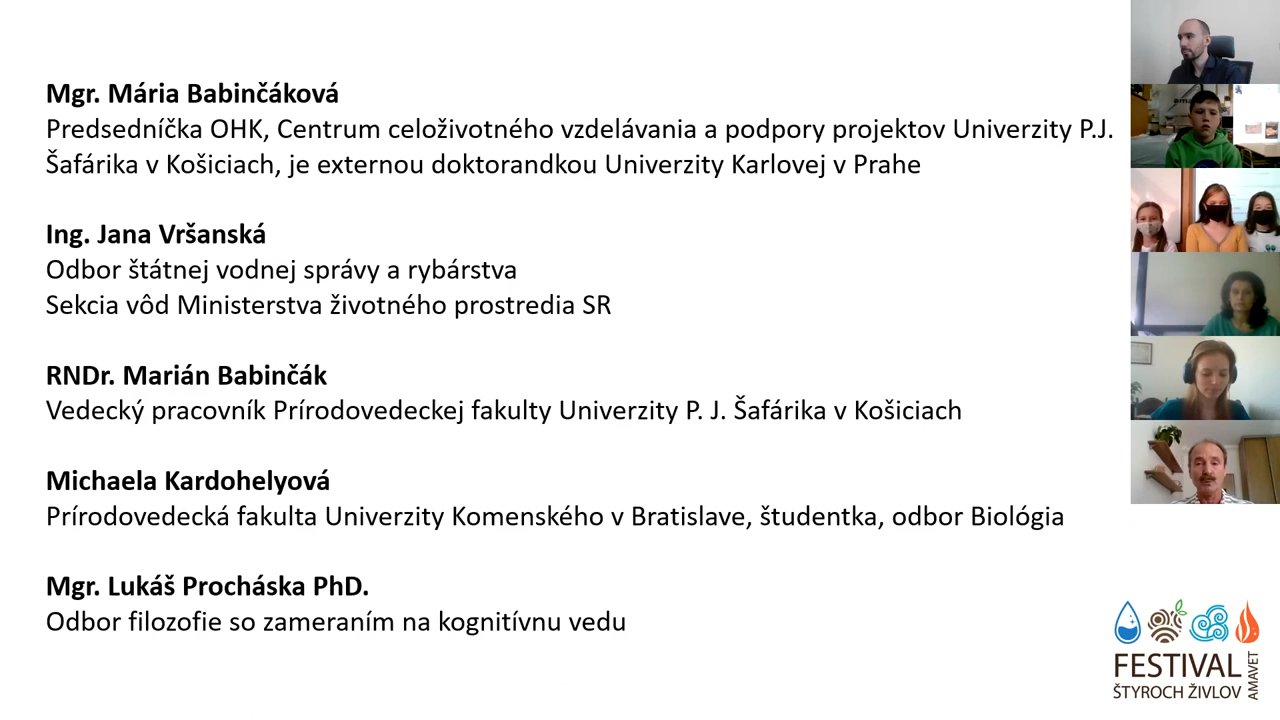 Mgr. Mária Babinčáková
Predsedníčka OHK, Centrum celoživotného vzdelávania a podpory projektov Univerzity P.J.
Šafárika v Košiciach, je externou doktorandkou Univerzity Karlovej v Prahe
Ing. Jana Vršanská
Odbor štátnej vodnej správy a rybárstva
Sekcia vôd Ministerstva životného prostredia SR
RNDr. Marián Babinčák
Vedecký pracovník Prírodovedeckej fakulty Univerzity P. J. Šafárika v Košiciach
Michaela Kardohelyová
Prírodovedecká fakulta Univerzity Komenského v Bratislave, študentka, odbor Biológia
Mgr. Lukáš Procháska PhD.
Odbor filozofie so zameraním na kognitívnu vedu
FESTIVAL
ŠTYROCH ŽIVLOV
AMAVET